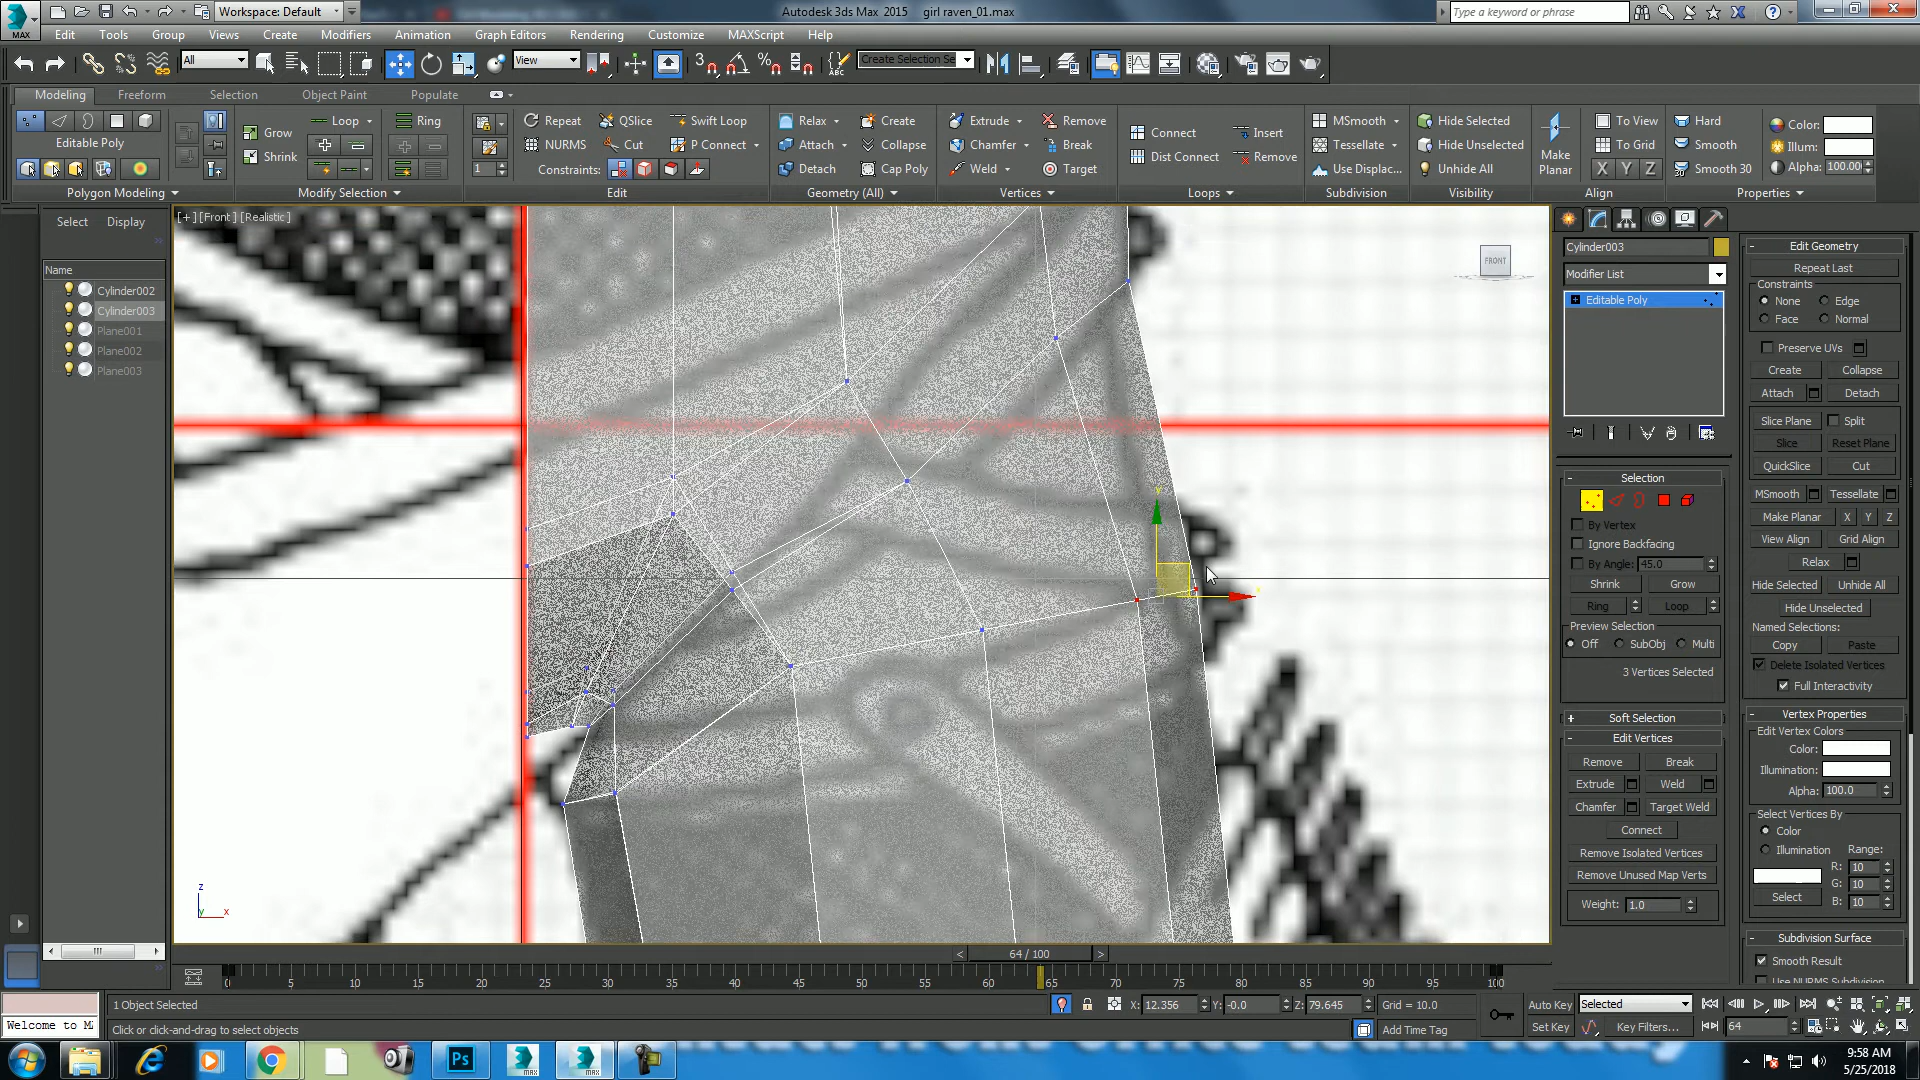 Workspace: Default
Autodesk 3ds Max 2015 girl raven_01.max
Type a keyword or phrase
MAX
Edit Tools Group Views Create Modifiers Animation Graph Editors Rendering Customize MAXScript Help
All View Create Selection Se
Modeling Freeform Selection Object Paint Populate
Loop Ring Repeat QSlice Swift Loop Relax Create Extrude Remove MSmooth Hide Selected To View Hard Color:
Editable Poly Grow NURMS Cut P Connect Attach Collapse Chamfer Break Connect Insert Tessellate Hide Unselected Make Planar To Grid Smooth Illum:
Shrink 1 Constraints: Detach Cap Poly Weld Target Dist Connect Remove Use Displac... Unhide All X Y Z Smooth 30 Alpha: 100.00
Polygon Modeling Modify Selection Edit Geometry (All) Vertices Loops Subdivision Visibility Align Properties
Select Display
Name
Cylinder002
Cylinder003
Plane001
Plane002
Plane003
[+] [Front] [Realistic]
FRONT
y
z
y x
Cylinder003
Modifier List
Editable Poly
Selection
By Vertex
Ignore Backfacing
By Angle: 45.0
Shrink Grow
Ring Loop
Preview Selection
Off SubObj Multi
3 Vertices Selected
Soft Selection
Edit Vertices
Remove Break
Extrude Weld
Chamfer Target Weld
Connect
Remove Isolated Vertices
Remove Unused Map Verts
Weight: 1.0
Edit Geometry
Repeat Last
Constraints
None Edge
Face Normal
Preserve UVs
Create Collapse
Attach Detach
Slice Plane Split
Slice Reset Plane
QuickSlice Cut
MSmooth Tessellate
Make Planar X Y Z
View Align Grid Align
Relax
Hide Selected Unhide All
Hide Unselected
Named Selections:
Copy Paste
Delete Isolated Vertices
Full Interactivity
Vertex Properties
Edit Vertex Colors
Color:
Illumination:
Alpha: 100.0
Select Vertices By
Color
Illumination Range:
R: 10
G: 10
B: 10
Select
Subdivision Surface
Smooth Result
Use NURMS Subdivision
64 / 100
0 5 10 15 20 25 30 35 40 45 50 55 60 65 70 75 80 85 90 95 100
1 Object Selected X: 12.356 Y: -0.0 Z: 79.645 Grid = 10.0 Auto Key Selected
Welcome to M Click or click-and-drag to select objects Add Time Tag Set Key Key Filters... 64
Ps MAX MAX
9:58 AM
5/25/2018